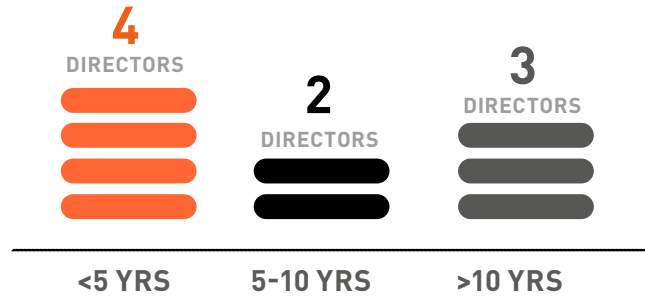 4
DIRECTORS
2
DIRECTORS
3
DIRECTORS
<5 YRS
5-10 YRS
>10 YRS